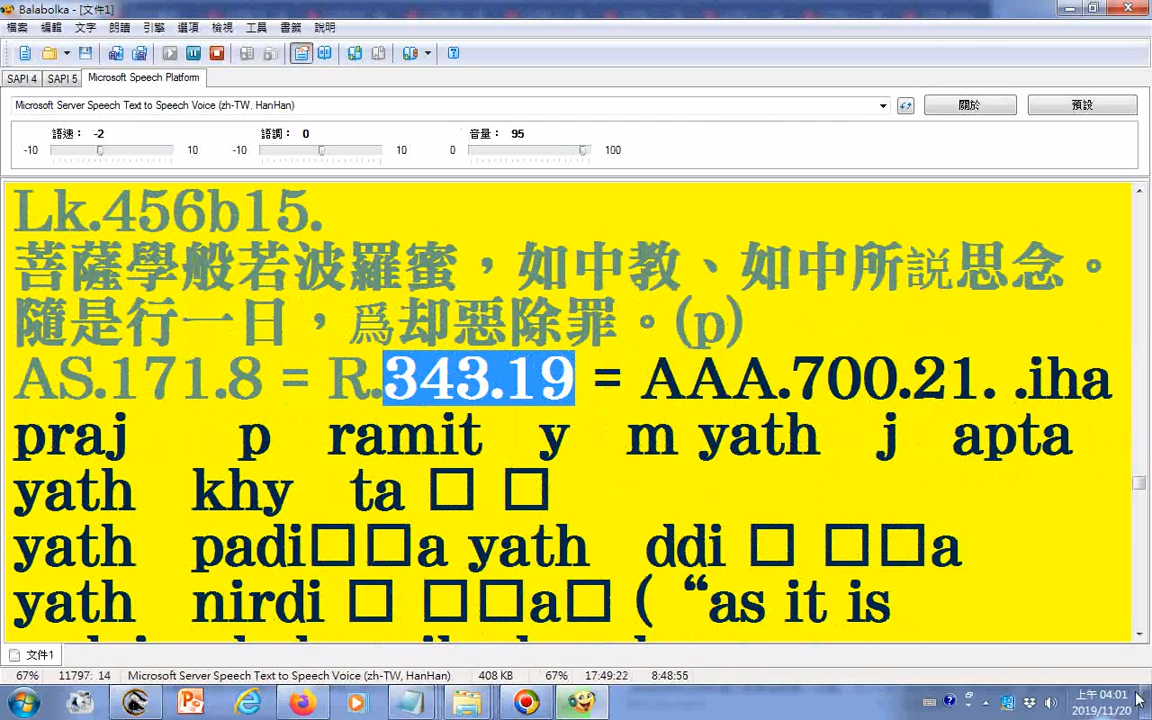 Balabolka - [文件1]
檔案 編輯 文字 朗讀 引擎 選項 檢視 工具 書籤 說明
SAPI 4 SAPI 5 Microsoft Speech Platform
Microsoft Server Speech Text to Speech Voice (zh-TW, HanHan) 關於 預設
語速： -2 語調： 0 音量： 95
-10 10 -10 10 0 100
Lk.456b15.
菩薩學般若波羅蜜，如中教、如中所説思念。
隨是行一日，爲却惡除罪。(p)
AS.171.8 = R.343.19 = AAA.700.21. .iha
praj p ramit y m yath j apta
yath khy ta □ □
yath padi□□a yath ddi □ □□a
yath nirdi □ □□a□ ( “as it is
文件1
67% 11797: 14 Microsoft Server Speech Text to Speech Voice (zh-TW, HanHan) 408 KB 67% 17:49:22 8:48:55
上午 04:01
2019/11/20